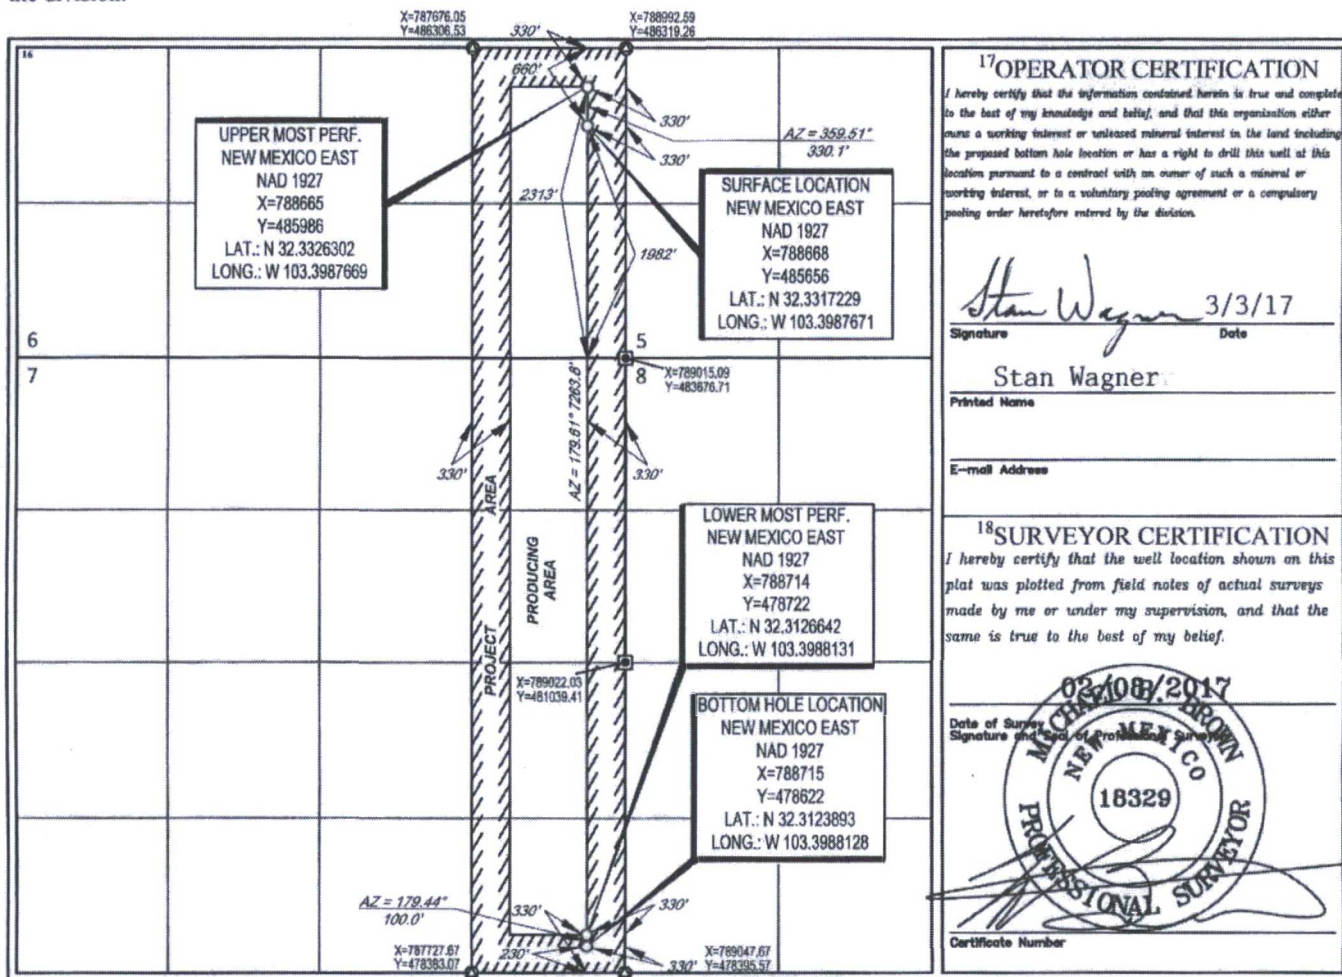 the division.
X=787676.05
Y=486306.53
X=788992.59
Y=486319.26
16
330'
660'
330'
330'
AZ = 359.51°
330.1'
UPPER MOST PERF.
NEW MEXICO EAST
NAD 1927
X=788665
Y=485986
LAT.: N 32.3326302
LONG.: W 103.3987669
SURFACE LOCATION
NEW MEXICO EAST
NAD 1927
X=788668
Y=485656
LAT.: N 32.3317229
LONG.: W 103.3987671
2313'
1982'
6
5
7
8
X=789015.09
Y=483676.71
AZ = 179.61° 7263.8'
330'
330'
PROJECT AREA
PRODUCING
AREA
LOWER MOST PERF.
NEW MEXICO EAST
NAD 1927
X=788714
Y=478722
LAT.: N 32.3126642
LONG.: W 103.3988131
X=789022.03
Y=481039.41
BOTTOM HOLE LOCATION
NEW MEXICO EAST
NAD 1927
X=788715
Y=478622
LAT.: N 32.3123893
LONG.: W 103.3988128
AZ = 179.44°
100.0'
330'
330'
X=787727.67
Y=478383.07
230'
330'
X=789047.67
Y=478395.57
17 OPERATOR CERTIFICATION
I hereby certify that the information contained herein is true and complete
to the best of my knowledge and belief, and that this organization either
owns a working interest or unleased mineral interest in the land including
the proposed bottom hole location or has a right to drill this well at this
location pursuant to a contract with an owner of such a mineral or
working interest, or to a voluntary pooling agreement or a compulsory
pooling order heretofore entered by the division.
Stan Wagner 3/3/17
Signature Date
Stan Wagner
Printed Name
E-mail Address
18 SURVEYOR CERTIFICATION
I hereby certify that the well location shown on this
plat was plotted from field notes of actual surveys
made by me or under my supervision, and that the
same is true to the best of my belief.
02/08/2017
Date of Survey
Signature and Seal of Professional Surveyor
MICHAEL B. BROWN
NEW MEXICO
18329
PROFESSIONAL SURVEYOR
Certificate Number